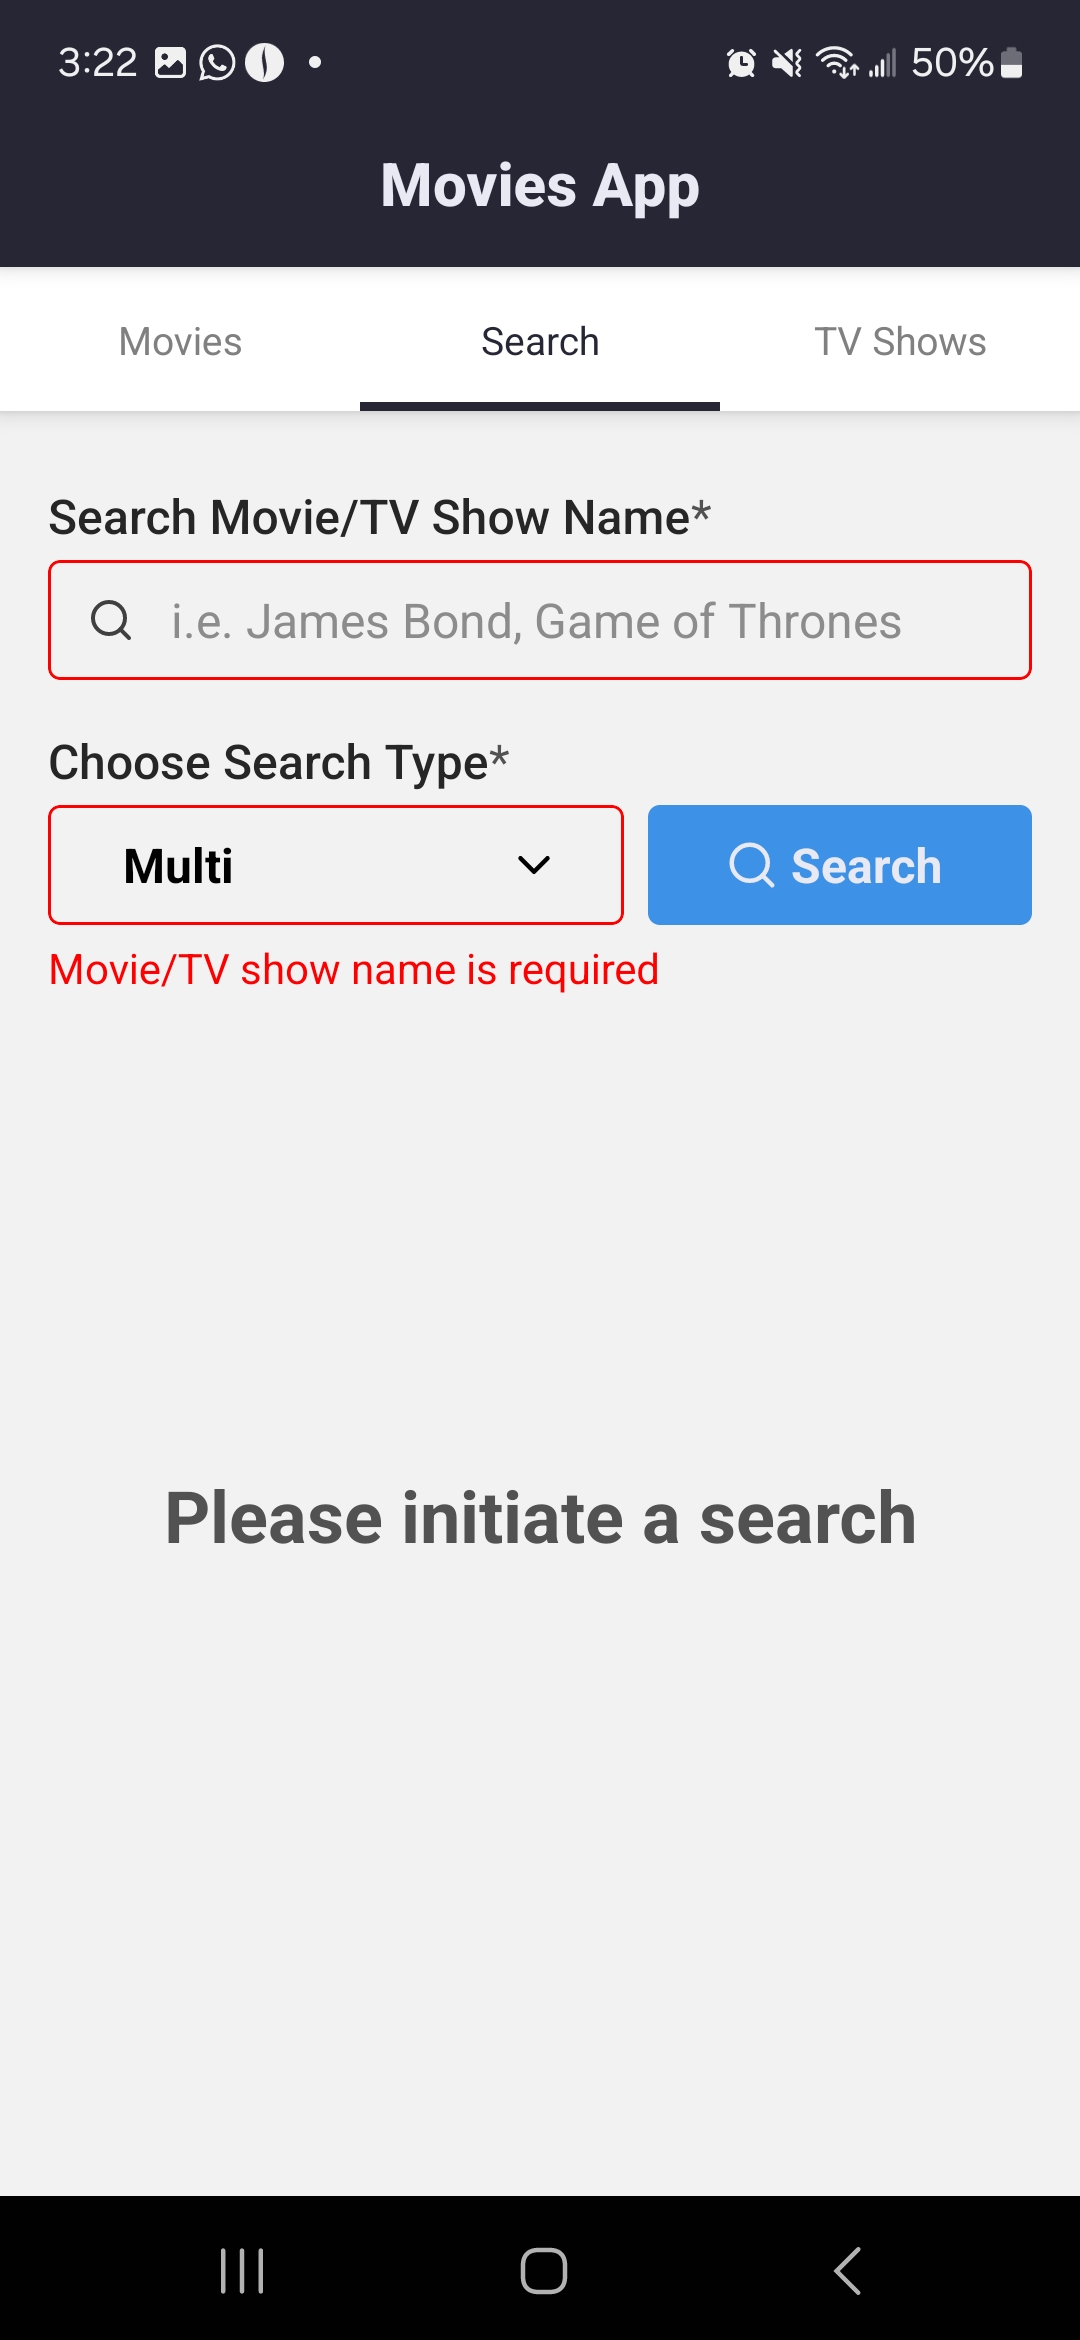 3:22 50%
Movies App
Movies Search TV Shows
Search Movie/TV Show Name*
i.e. James Bond, Game of Thrones
Choose Search Type*
Multi Search
Movie/TV show name is required
Please initiate a search